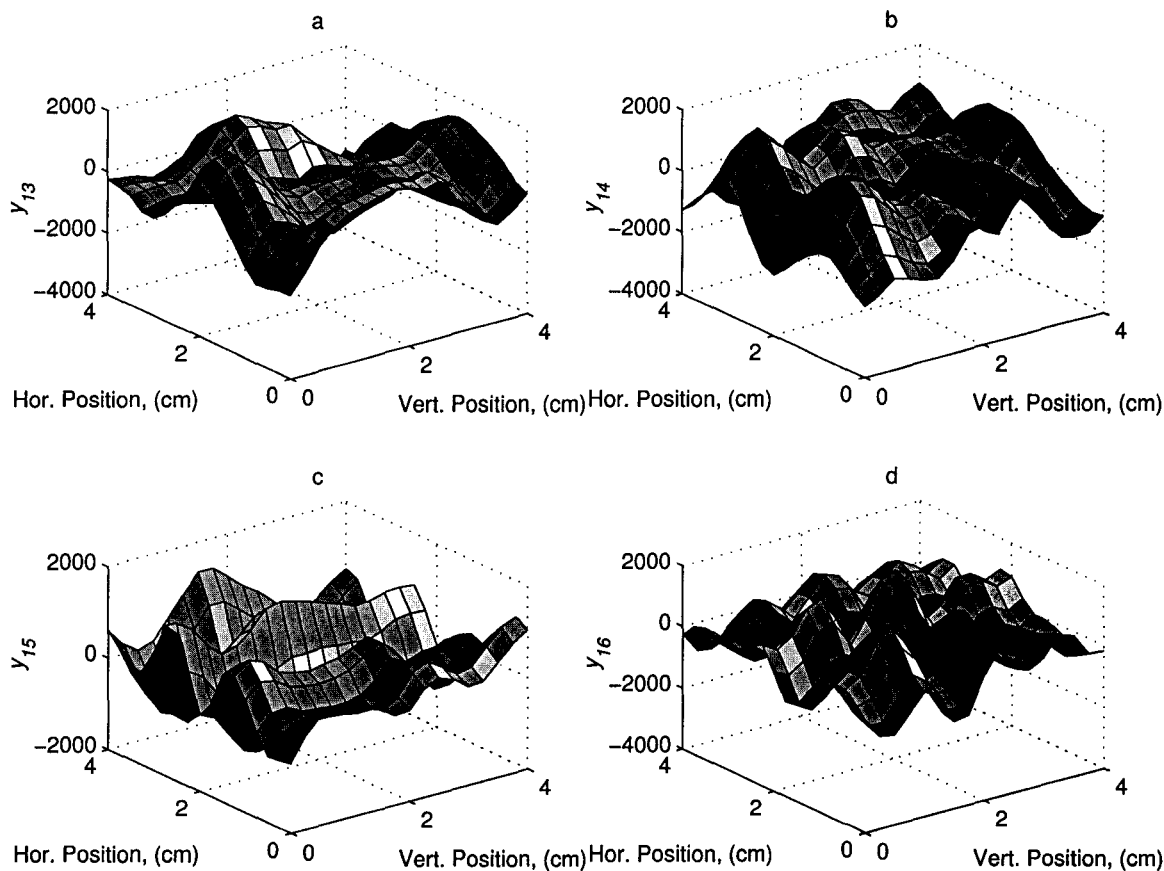 a
2000
0
−2000
−4000
y13
4
2
0
0
2
4
Hor. Position, (cm)
Vert. Position, (cm)
b
2000
0
−2000
−4000
y14
4
2
0
0
2
4
Hor. Position, (cm)
Vert. Position, (cm)
c
2000
0
−2000
y15
4
2
0
0
2
4
Hor. Position, (cm)
Vert. Position, (cm)
d
2000
0
−2000
−4000
y16
4
2
0
0
2
4
Hor. Position, (cm)
Vert. Position, (cm)